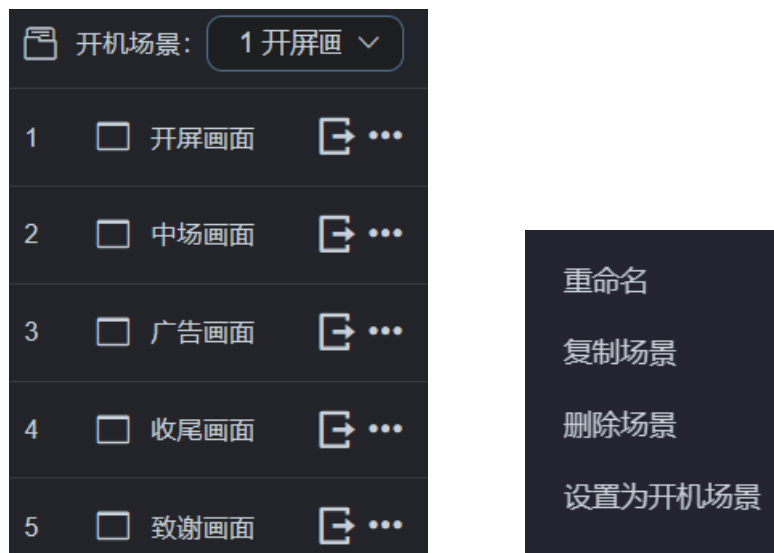 开机场景： 1 开屏画
1 开屏画面
2 中场画面
3 广告画面
4 收尾画面
5 致谢画面
重命名
复制场景
删除场景
设置为开机场景